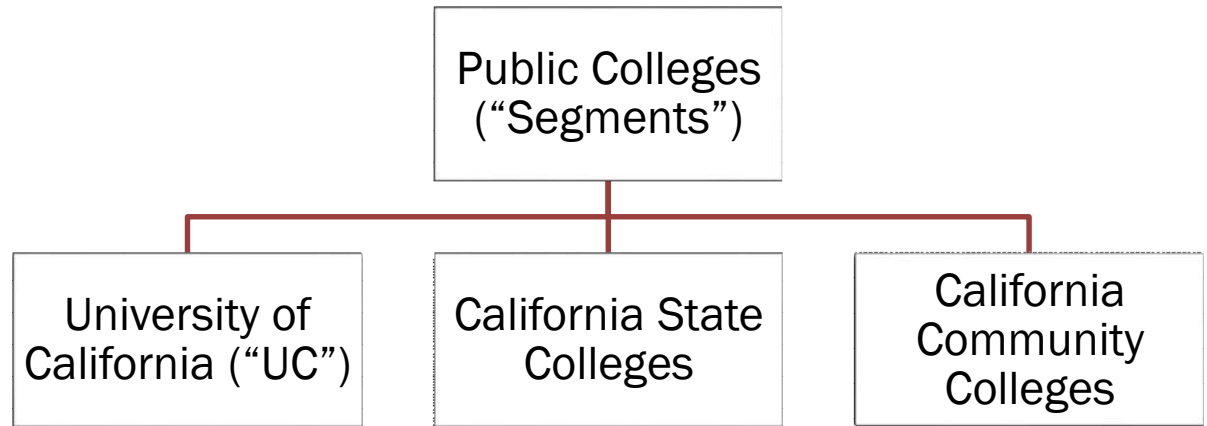 Public Colleges
(“Segments”)
University of
California (“UC”)
California State
Colleges
California
Community
Colleges